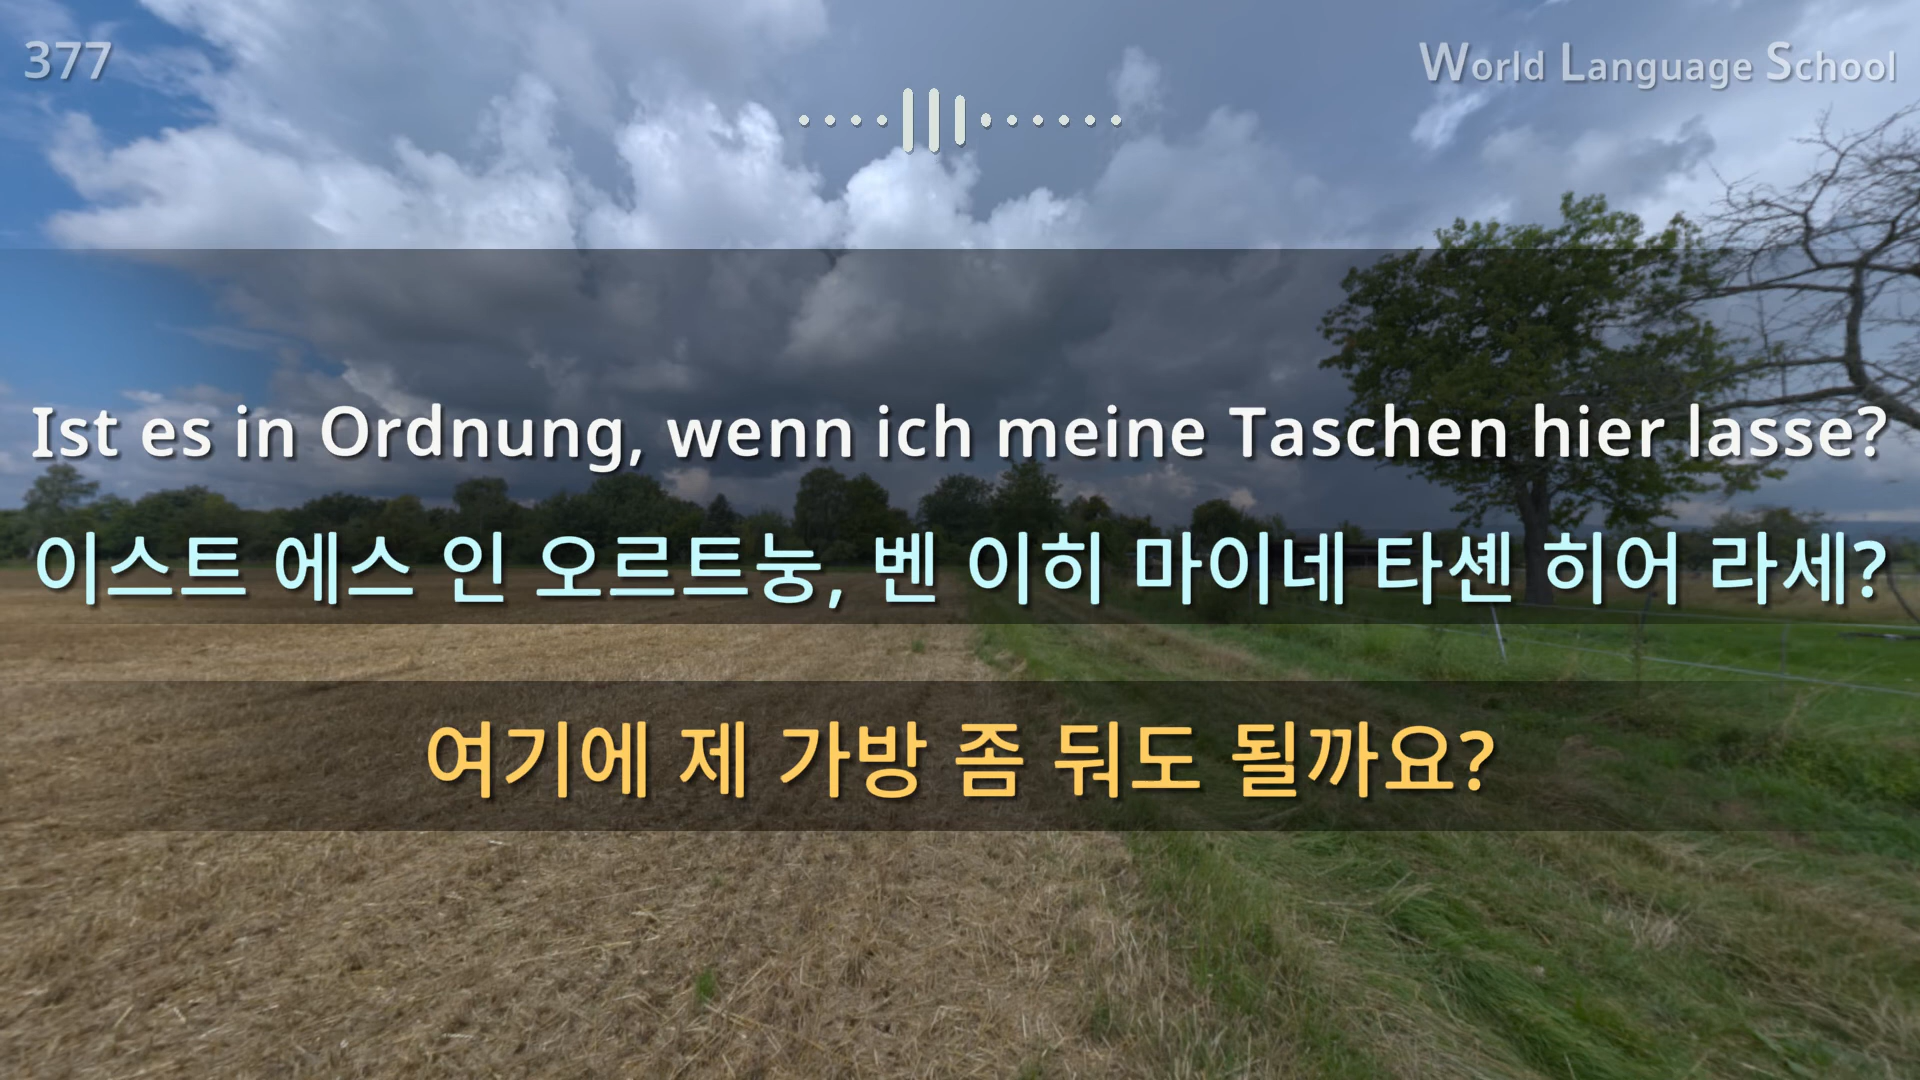 377
World Language School
Ist es in Ordnung, wenn ich meine Taschen hier lasse?
이스트 에스 인 오르트눙, 벤 이히 마이네 타셴 히어 라세?
여기에 제 가방 좀 둬도 될까요?